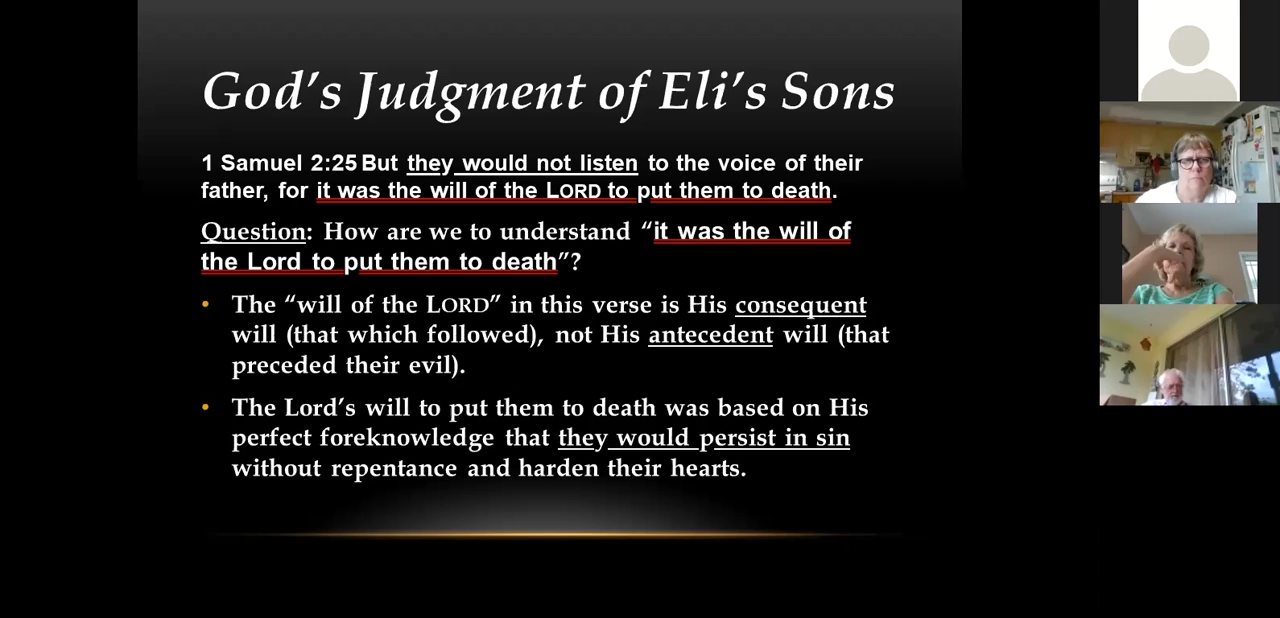 God's Judgment of Eli's Sons
1 Samuel 2:25 But they would not listen to the voice of their
father, for it was the will of the LORD to put them to death.
Question: How are we to understand “it was the will of
the Lord to put them to death”?
• The “will of the LORD” in this verse is His consequent
will (that which followed), not His antecedent will (that
preceded their evil).
• The Lord's will to put them to death was based on His
perfect foreknowledge that they would persist in sin
without repentance and harden their hearts.